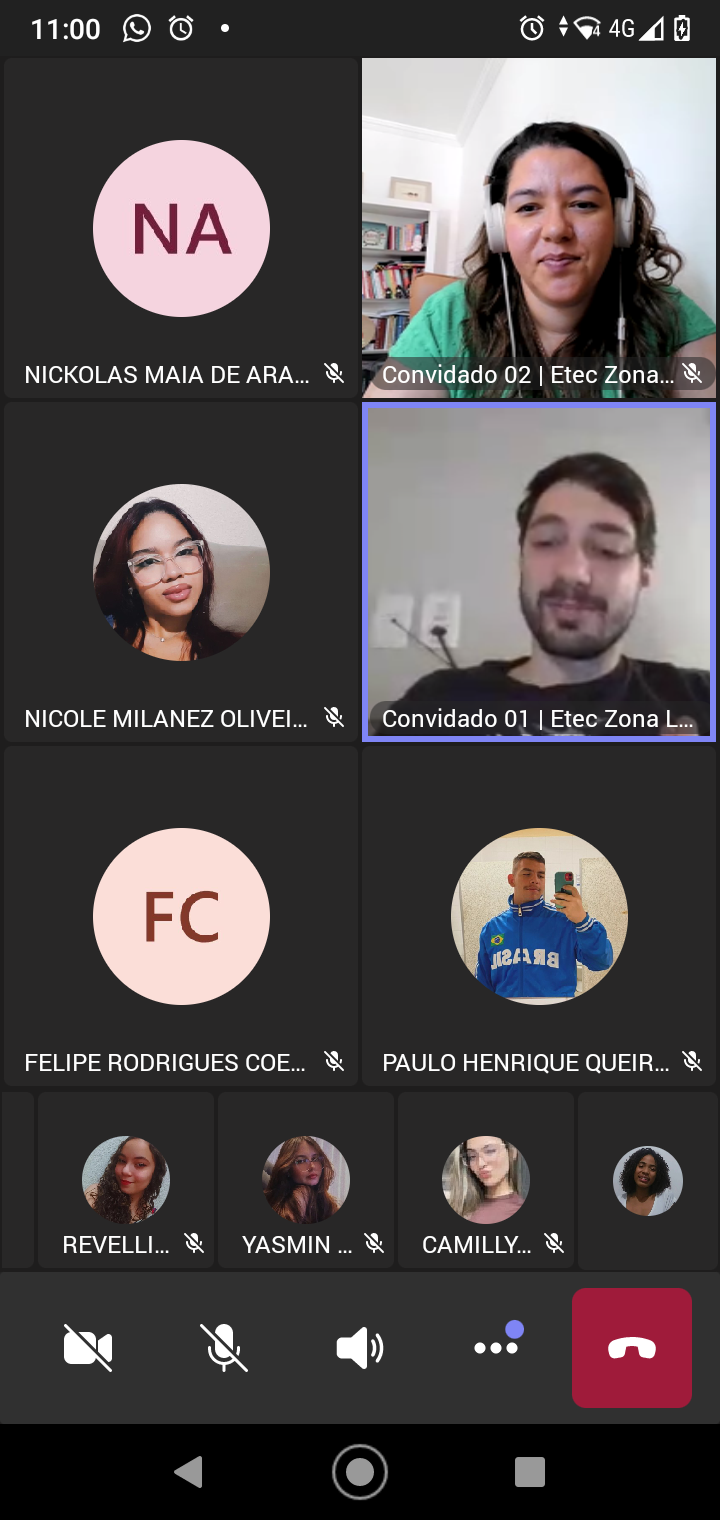 11:00
4G
NA
NICKOLAS MAIA DE ARA...
Convidado 02 | Etec Zona...
NICOLE MILANEZ OLIVEI...
Convidado 01 | Etec Zona L...
FC
BRASIL
FELIPE RODRIGUES COE...
PAULO HENRIQUE QUEIR...
REVELLI...
YASMIN ...
CAMILLY...